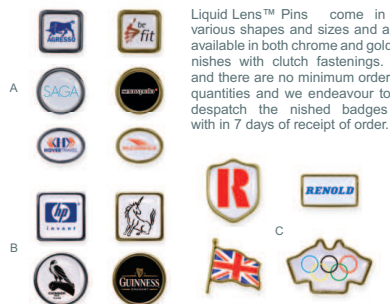 Liquid Lens™ Pins come in
various shapes and sizes and a
available in both chrome and gold
nishes with clutch fastenings.
and there are no minimum order
quantities and we endeavour to
despatch the nished badges
with in 7 days of receipt of order.
AGRESSO
be
fit
A
SAGA
HOVERTRAVEL
hp
invent
R
RENOLD
B
C
GUINNESS